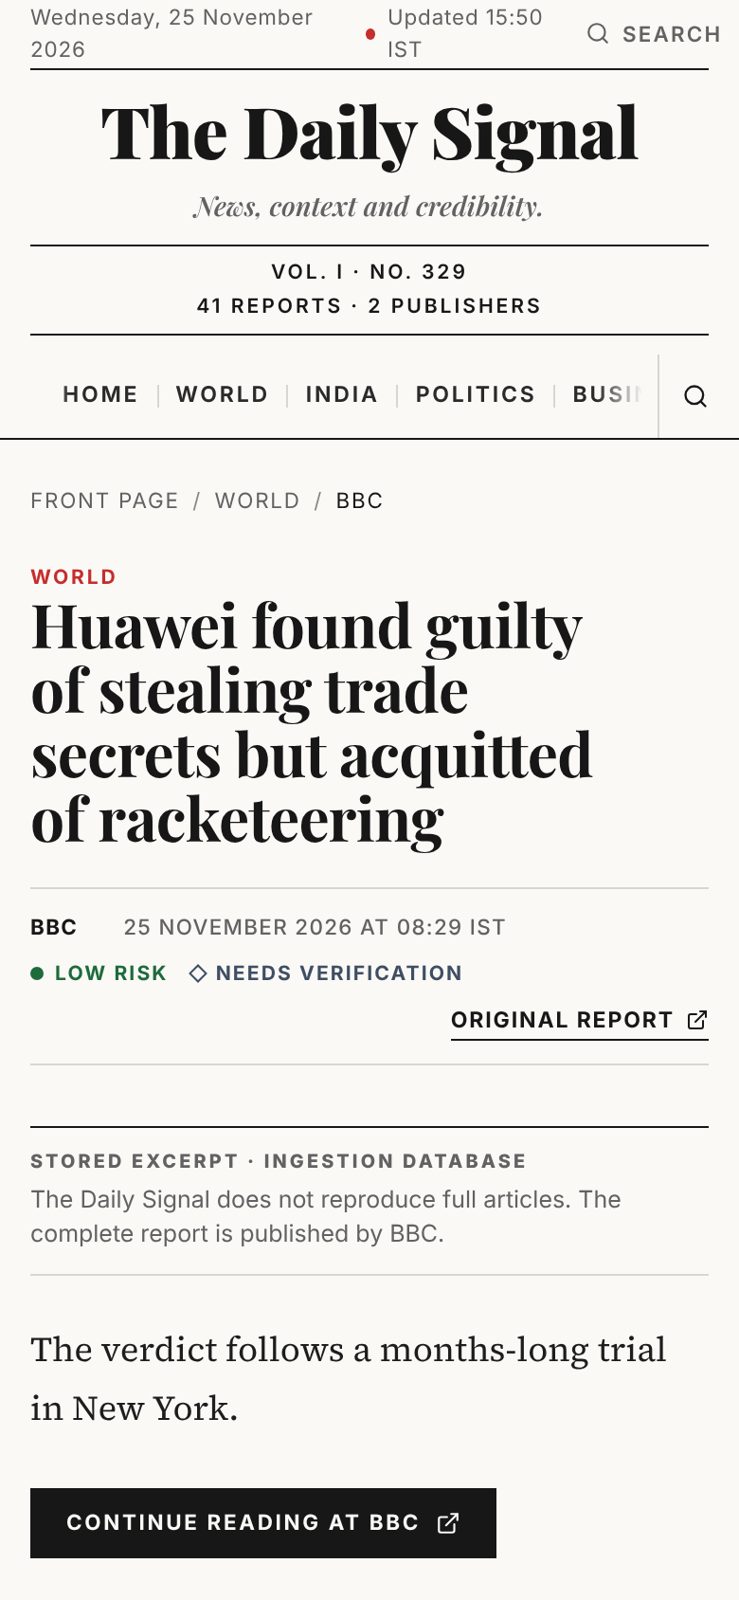 Wednesday, 25 November
2026
Updated 15:50
IST
SEARCH
The Daily Signal
News, context and credibility.
VOL. I · NO. 329
41 REPORTS · 2 PUBLISHERS
HOME | WORLD | INDIA | POLITICS | BUSIN
FRONT PAGE / WORLD / BBC
WORLD
Huawei found guilty
of stealing trade
secrets but acquitted
of racketeering
BBC 25 NOVEMBER 2026 AT 08:29 IST
LOW RISK NEEDS VERIFICATION
ORIGINAL REPORT
STORED EXCERPT · INGESTION DATABASE
The Daily Signal does not reproduce full articles. The
complete report is published by BBC.
The verdict follows a months-long trial
in New York.
CONTINUE READING AT BBC